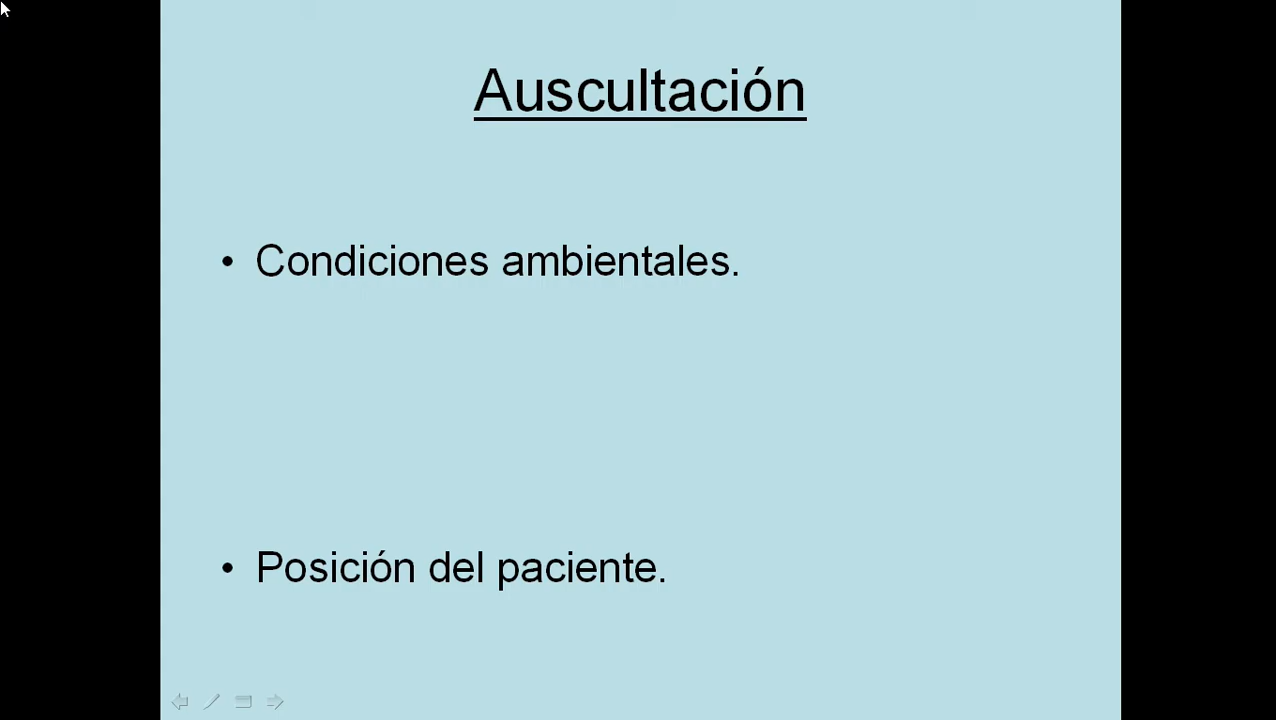 Auscultación
• Condiciones ambientales.
• Posición del paciente.